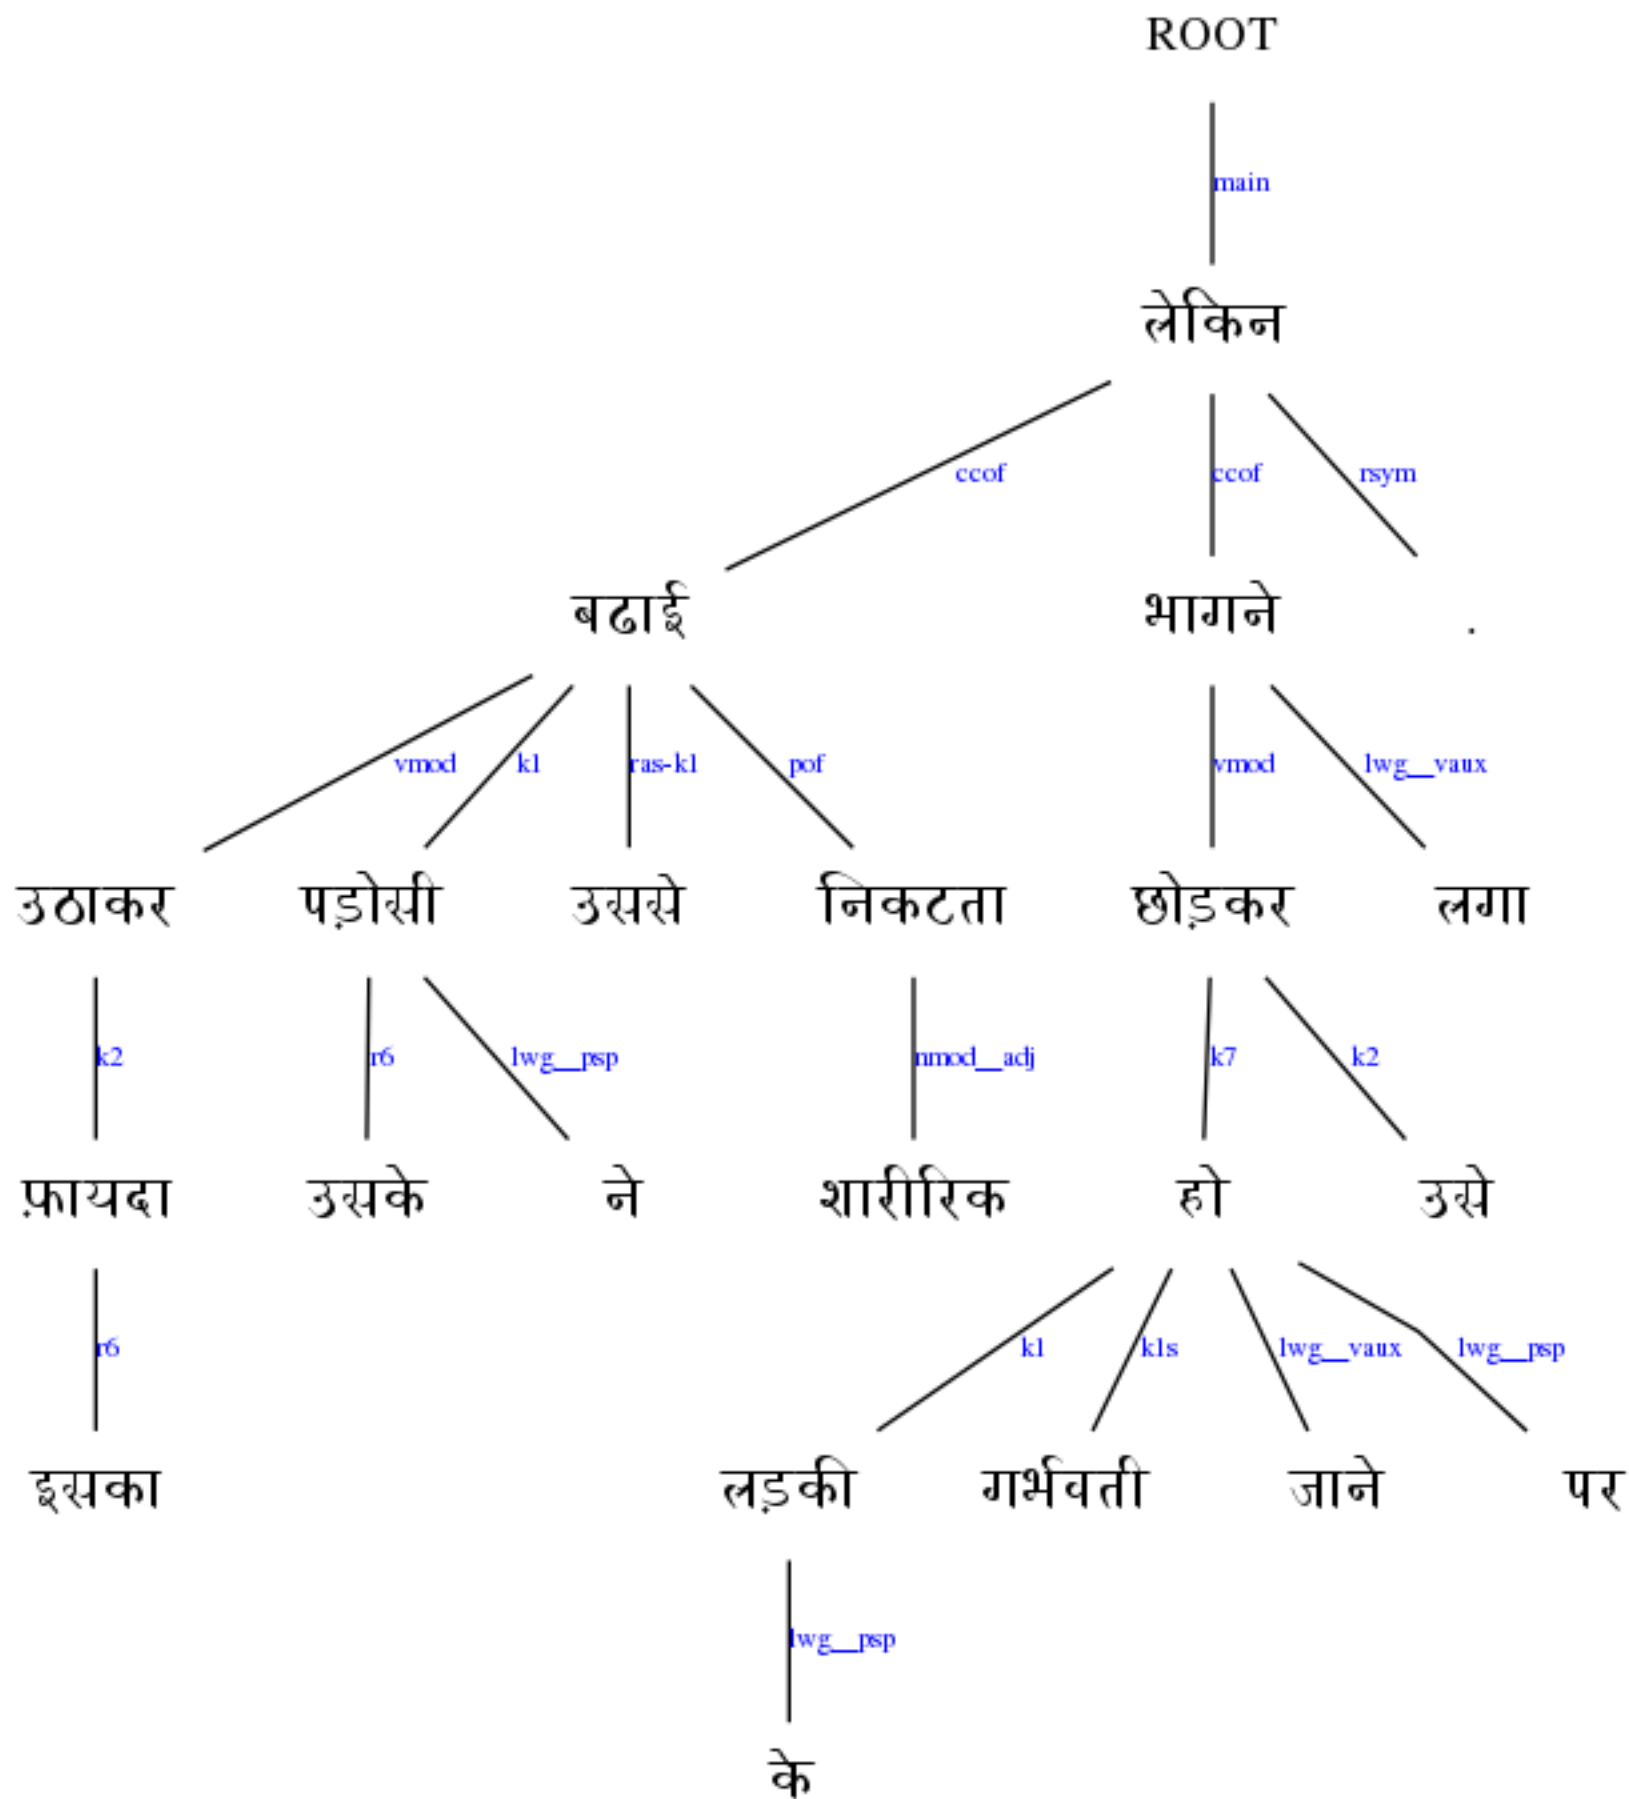 ROOT
main
लेकिन
ccof ccof rsym
बढाई भागने .
vmod k1 ras-k1 pof vmod lwg__vaux
उठाकर पड़ोसी उससे निकटता छोड़कर लगा
k2 r6 lwg__psp nmod__adj k7 k2
फ़ायदा उसके ने शारीरिक हो उसे
r6 k1 k1s lwg__vaux lwg__psp
इसका लड़की गर्भवती जाने पर
lwg__psp
के